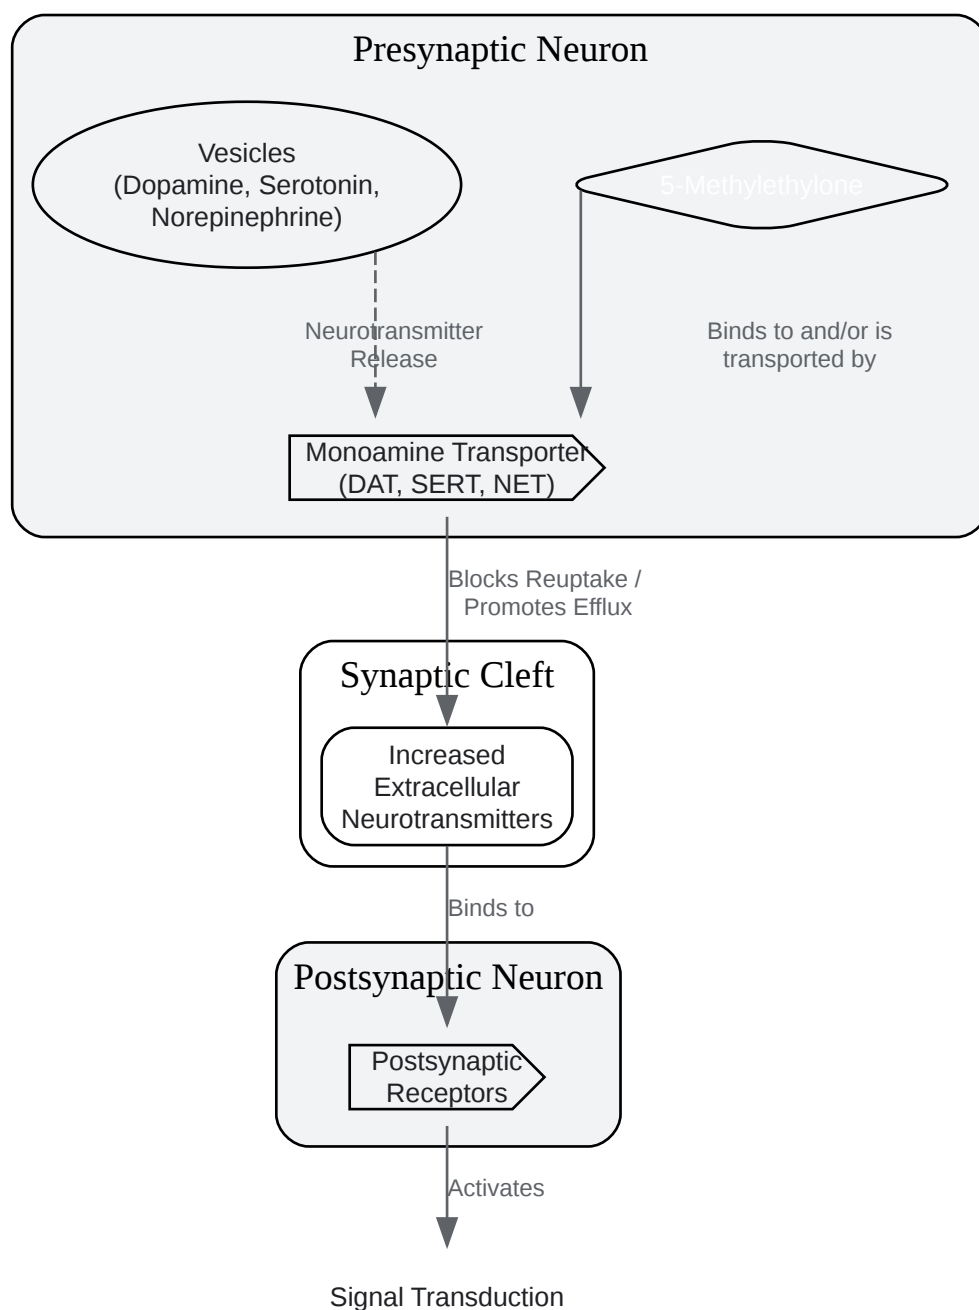 Presynaptic Neuron
Vesicles
(Dopamine, Serotonin,
Norepinephrine)
5-Methylethylone
Neurotransmitter
Release
Binds to and/or is
transported by
Monoamine Transporter
(DAT, SERT, NET)
Blocks Reuptake /
Promotes Efflux
Synaptic Cleft
Increased
Extracellular
Neurotransmitters
Binds to
Postsynaptic Neuron
Postsynaptic
Receptors
Activates
Signal Transduction